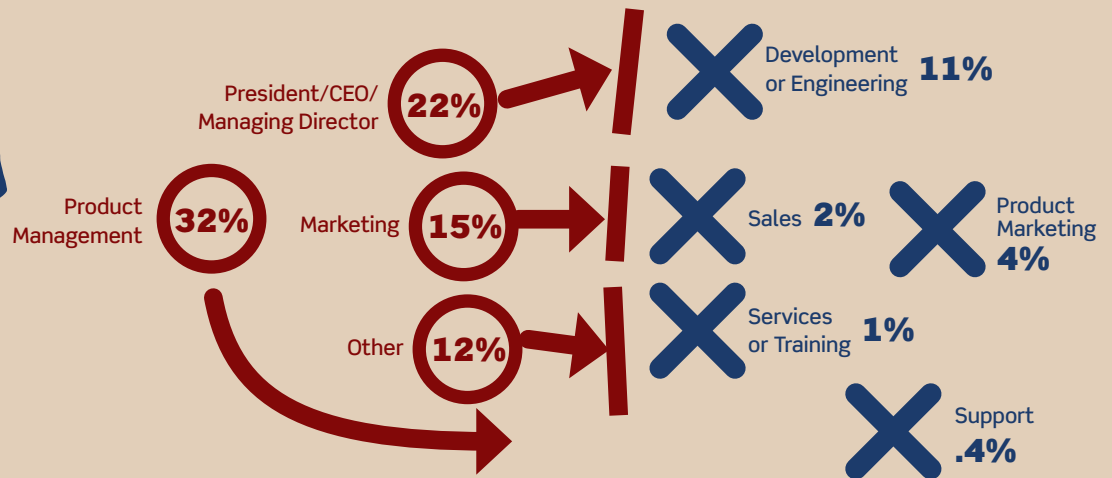 President/CEO/
Managing Director
22%
Development
or Engineering
11%
Product
Management
32%
Marketing
15%
Sales 2%
Product
Marketing
4%
Other
12%
Services
or Training
1%
Support
.4%